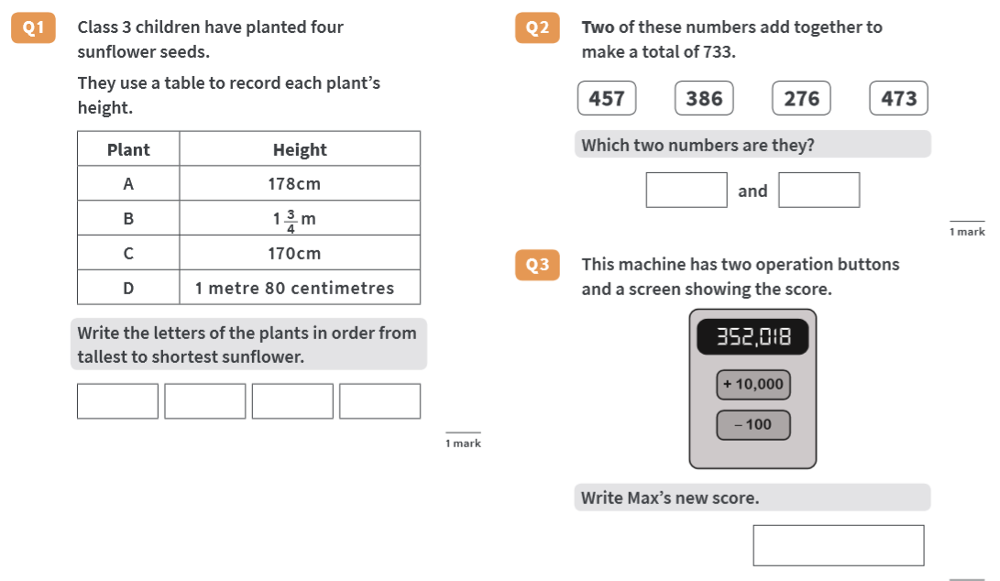 Q1
Class 3 children have planted four
sunflower seeds.
They use a table to record each plant's
height.
Plant Height
A 178cm
B 1 3/4 m
C 170cm
D 1 metre 80 centimetres
Write the letters of the plants in order from
tallest to shortest sunflower.
1 mark
Q2
Two of these numbers add together to
make a total of 733.
457 386 276 473
Which two numbers are they?
and
1 mark
Q3
This machine has two operation buttons
and a screen showing the score.
352,018
+ 10,000
– 100
Write Max's new score.